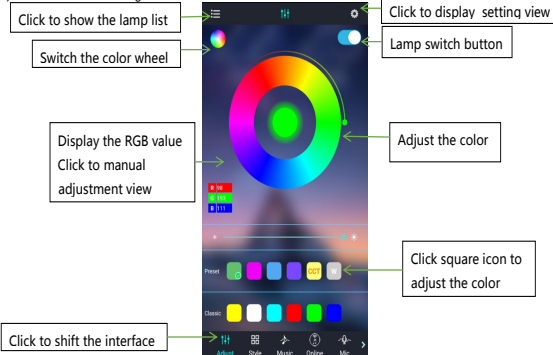 Click to show the lamp list
Click to display setting view
Switch the color wheel
Lamp switch button
Display the RGB value
Click to manual
adjustment view
Adjust the color
R 98
B 111
Click square icon to
adjust the color
Preset
CCT
W
Classic
Click to shift the interface
Adjust
Style
Music
Online
Mic